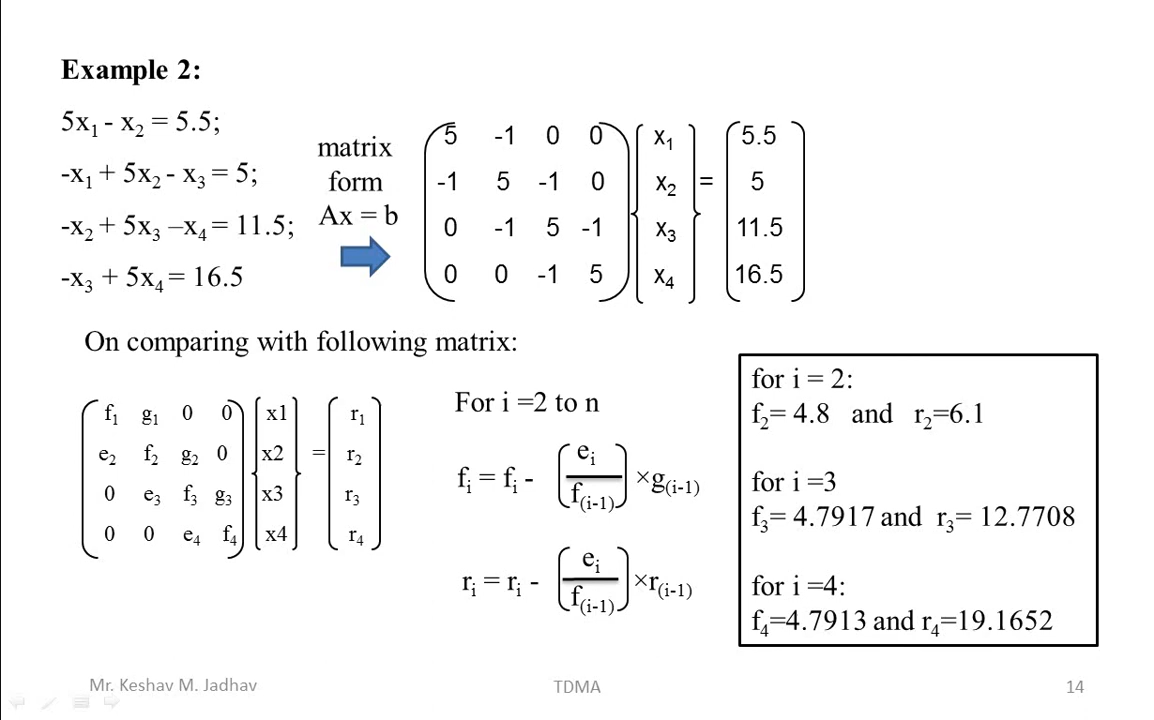 Example 2:
5x₁ - x₂ = 5.5;
-x₁ + 5x₂ - x₃ = 5;
-x₂ + 5x₃ –x₄ = 11.5;
-x₃ + 5x₄ = 16.5
matrix
form
Ax = b
5 -1 0 0 x₁ 5.5
-1 5 -1 0 x₂ = 5
0 -1 5 -1 x₃ 11.5
0 0 -1 5 x₄ 16.5
On comparing with following matrix:
f₁ g₁ 0 0 x1 r₁
e₂ f₂ g₂ 0 x2 = r₂
0 e₃ f₃ g₃ x3 r₃
0 0 e₄ f₄ x4 r₄
For i =2 to n
fᵢ = fᵢ - (eᵢ / f₍ᵢ₋₁₎) ×g₍ᵢ₋₁₎
rᵢ = rᵢ - (eᵢ / f₍ᵢ₋₁₎) ×r₍ᵢ₋₁₎
for i = 2:
f₂= 4.8 and r₂=6.1
for i =3
f₃= 4.7917 and r₃= 12.7708
for i =4:
f₄=4.7913 and r₄=19.1652
Mr. Keshav M. Jadhav
TDMA
14